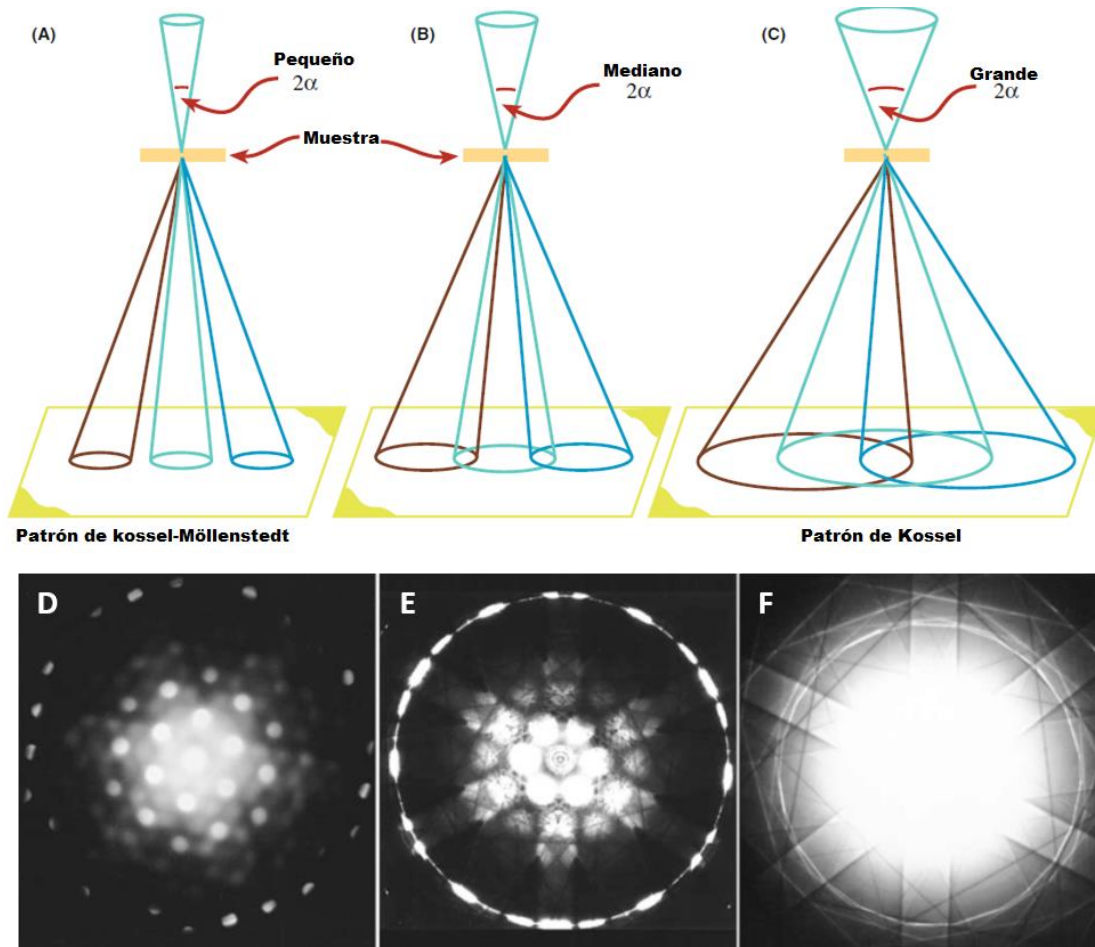 (A)
(B)
(C)
Pequeño
2α
Mediano
2α
Grande
2α
Muestra
Patrón de kossel-Möllenstedt
Patrón de Kossel
D
E
F